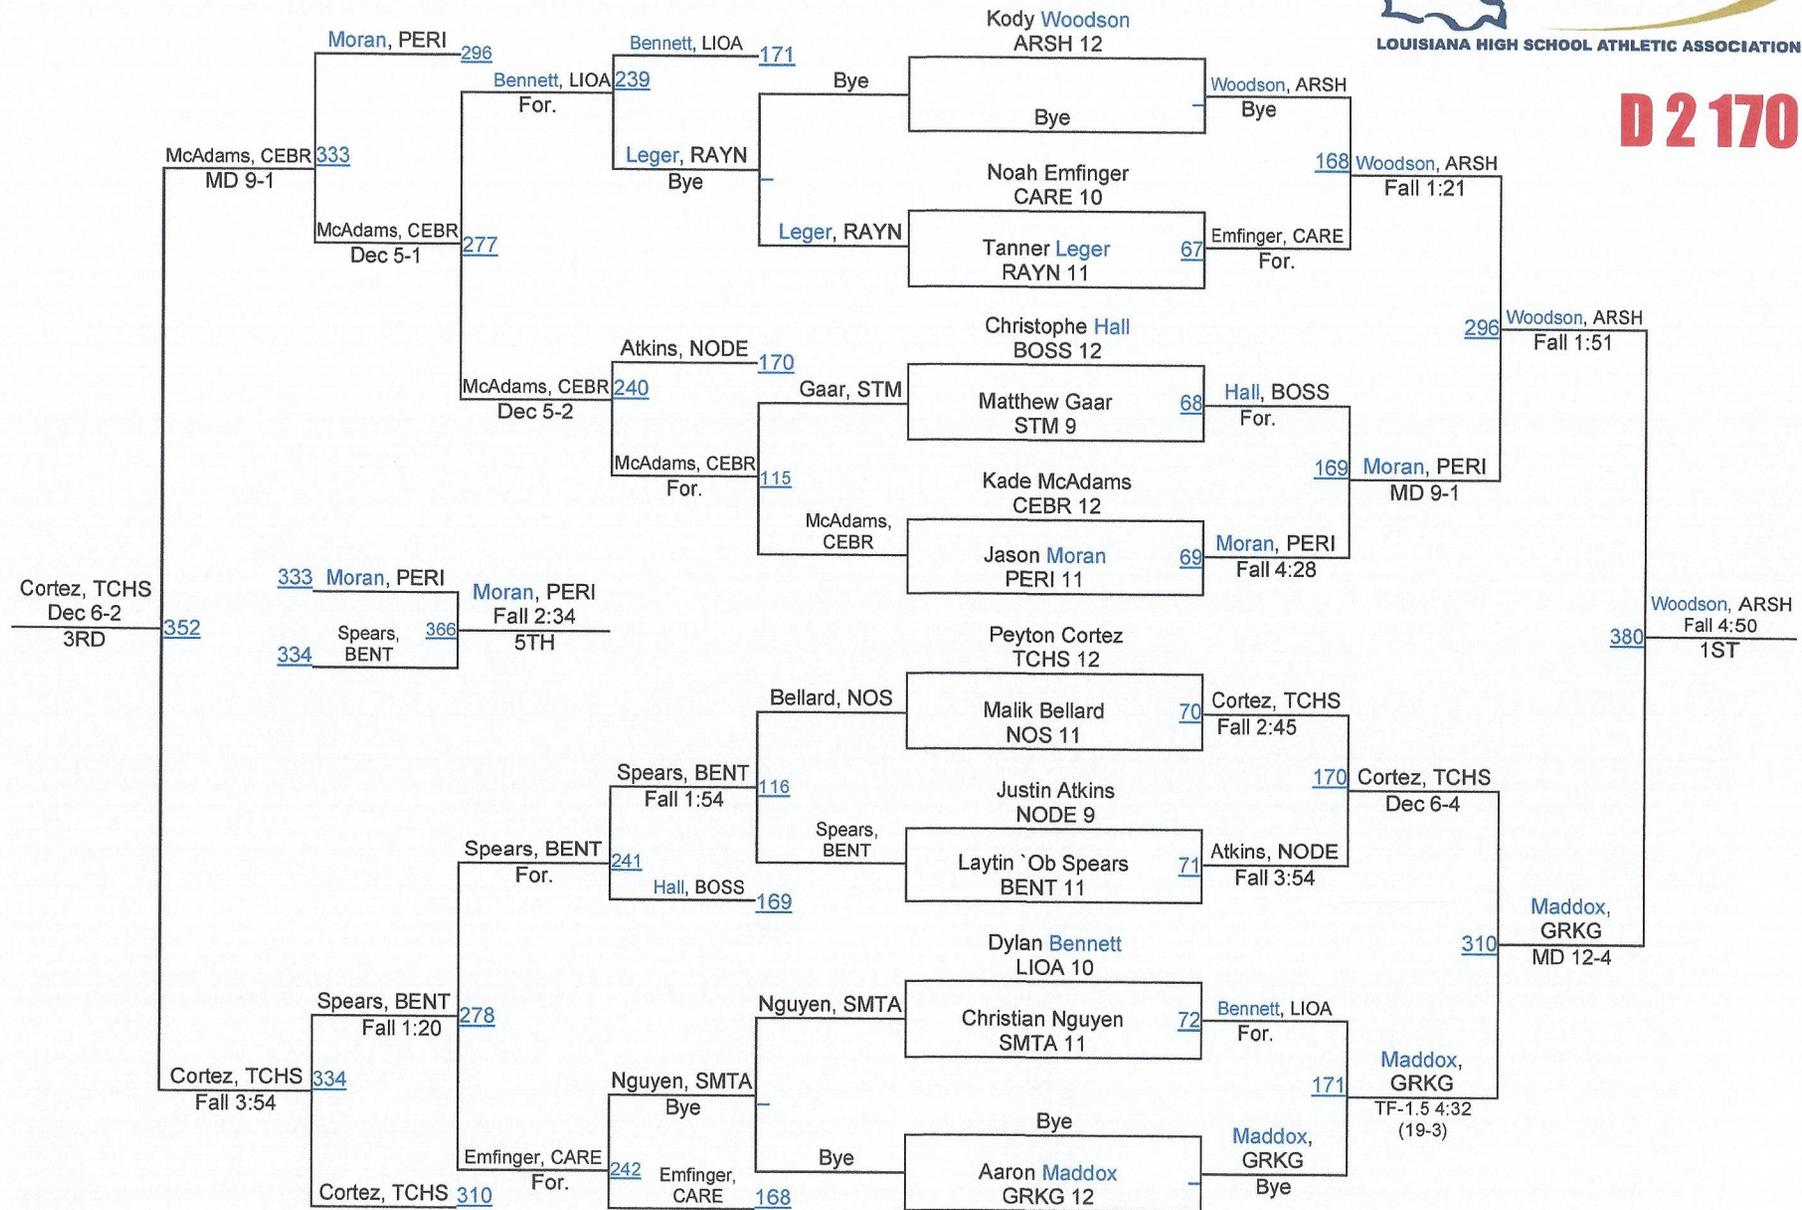 LOUISIANA HIGH SCHOOL ATHLETIC ASSOCIATION
D 2 170
Moran, PERI
296
McAdams, CEBR
333
MD 9-1
McAdams, CEBR
277
Dec 5-1
Bennett, LIOA
239
For.
Bennett, LIOA
171
Leger, RAYN
Bye
Bye
Leger, RAYN
Atkins, NODE
170
McAdams, CEBR
240
Dec 5-2
McAdams, CEBR
115
For.
Gaar, STM
McAdams,
CEBR
Kody Woodson
ARSH 12
Bye
Noah Emfinger
CARE 10
Tanner Leger
RAYN 11
67
Christophe Hall
BOSS 12
Matthew Gaar
STM 9
68
Kade McAdams
CEBR 12
Jason Moran
PERI 11
69
Woodson, ARSH
Bye
168
Emfinger, CARE
For.
Woodson, ARSH
Fall 1:21
Hall, BOSS
For.
169
Moran, PERI
Fall 4:28
Moran, PERI
MD 9-1
296
Woodson, ARSH
Fall 1:51
Cortez, TCHS
Dec 6-2
3RD
352
333
Moran, PERI
334
Spears,
BENT
366
Moran, PERI
Fall 2:34
5TH
380
Woodson, ARSH
Fall 4:50
1ST
Peyton Cortez
TCHS 12
Malik Bellard
NOS 11
70
Justin Atkins
NODE 9
Laytin `Ob Spears
BENT 11
71
Dylan Bennett
LIOA 10
Christian Nguyen
SMTA 11
72
Bye
Aaron Maddox
GRKG 12
Bellard, NOS
Spears,
BENT
Spears, BENT
116
Fall 1:54
Spears, BENT
241
For.
Hall, BOSS
169
Spears, BENT
278
Fall 1:20
Cortez, TCHS
334
Fall 3:54
Cortez, TCHS
310
Emfinger, CARE
242
For.
Nguyen, SMTA
Nguyen, SMTA
Bye
Bye
Emfinger,
CARE
168
Cortez, TCHS
Fall 2:45
170
Atkins, NODE
Fall 3:54
Cortez, TCHS
Dec 6-4
310
Maddox,
GRKG
MD 12-4
Bennett, LIOA
For.
171
Maddox,
GRKG
Bye
Maddox,
GRKG
TF-1.5 4:32
(19-3)